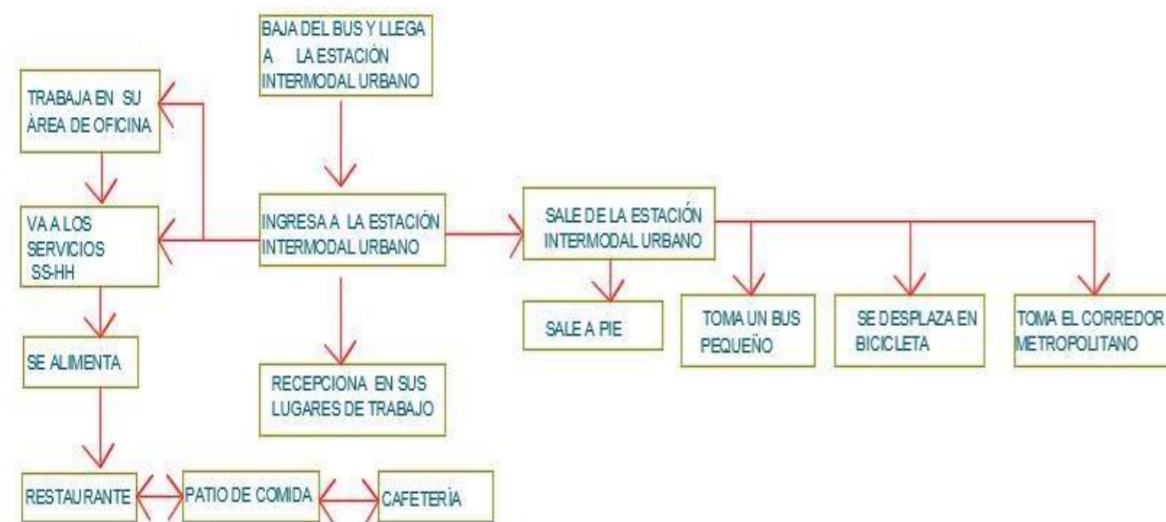 BAJA DEL BUS Y LLEGA
A LA ESTACIÓN
INTERMODAL URBANO
TRABAJA EN SU
ÀREA DE OFICINA
VA A LOS
SERVICIOS
SS-HH
INGRESA A LA ESTACIÓN
INTERMODAL URBANO
SALE DE LA ESTACIÓN
INTERMODAL URBANO
SALE A PIE
TOMA UN BUS
PEQUEÑO
SE DESPLAZA EN
BICICLETA
TOMA EL CORREDOR
METROPOLITANO
SE ALIMENTA
RECEPCIONA EN SUS
LUGARES DE TRABAJO
RESTAURANTE
PATIO DE COMIDA
CAFETERÍA